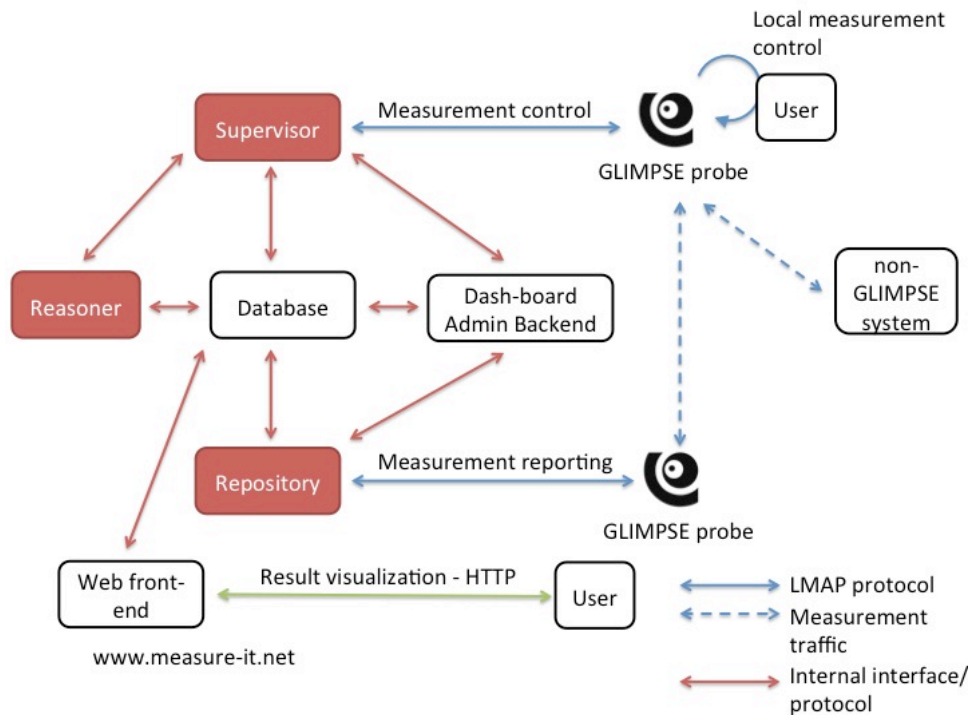 Local measurement
control
Supervisor
Measurement control
User
GLIMPSE probe
Reasoner
Database
Dash-board
Admin Backend
non-
GLIMPSE
system
Repository
Measurement reporting
GLIMPSE probe
Web front-
end
Result visualization - HTTP
User
LMAP protocol
Measurement
traffic
www.measure-it.net
Internal interface/
protocol